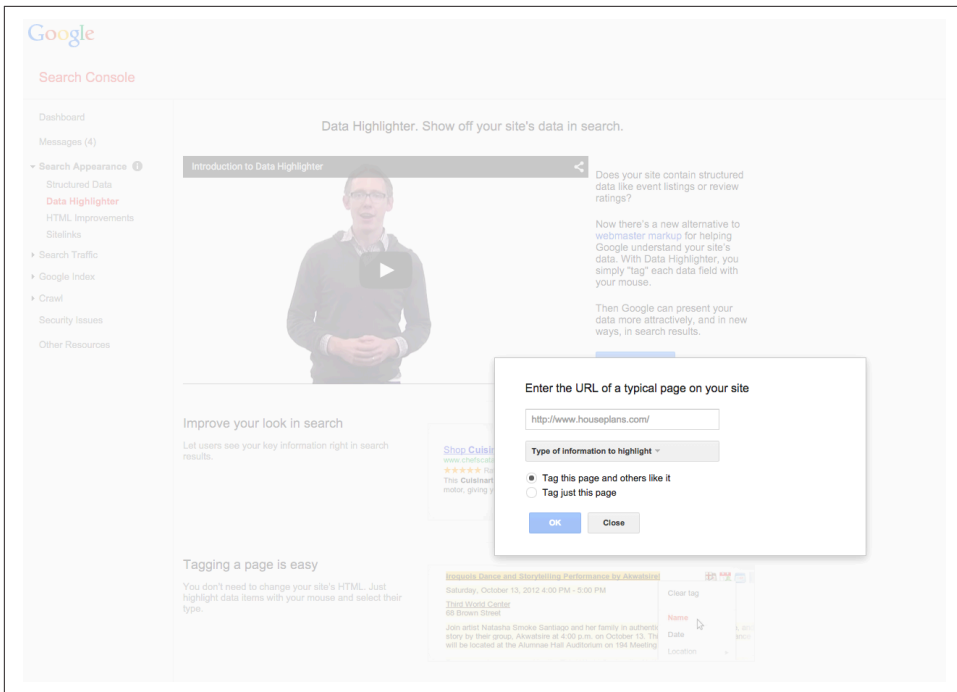 Google
Search Console
Dashboard
Messages (4)
Search Appearance
Structured Data
Data Highlighter
HTML Improvements
Sitelinks
Search Traffic
Google Index
Crawl
Security Issues
Other Resources
Data Highlighter. Show off your site's data in search.
Introduction to Data Highlighter
Does your site contain structured
data like event listings or review
ratings?
Now there's a new alternative to
webmaster markup for helping
Google understand your site's
data. With Data Highlighter, you
simply "tag" each data field with
your mouse.
Then Google can present your
data more attractively, and in new
ways, in search results.
Enter the URL of a typical page on your site
http://www.houseplans.com/
Type of information to highlight
Tag this page and others like it
Tag just this page
OK Close
Improve your look in search
Let users see your key information right in search
results.
Shop Cuisin
www.chefscat
★★★★★ Re
This Cuisinart
motor, giving y
Tagging a page is easy
You don't need to change your site's HTML. Just
highlight data items with your mouse and select their
type.
Iroquois Dance and Storytelling Performance by Akwatsire!
Saturday, October 13, 2012 4:00 PM - 5:00 PM
Third World Center
68 Brown Street
Join artist Natasha Smoke Santiago and her family in authentic
story by their group, Akwatsire at 4:00 p.m. on October 13. Thi
will be located at the Alumnae Hall Auditorium on 194 Meeting
Clear tag
Name
Date
Location